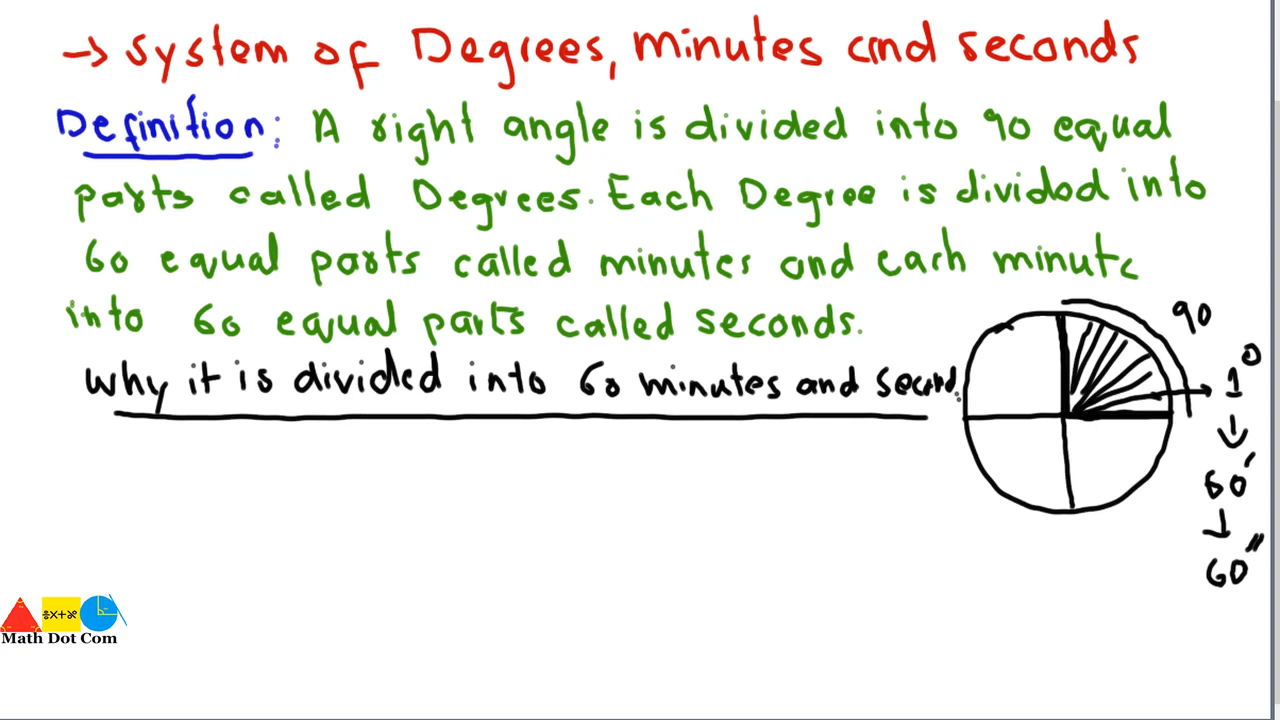 → System of Degrees, minutes and seconds
Definition: A right angle is divided into 90 equal
parts called Degrees. Each Degree is divided into
60 equal parts called minutes and each minute
into 60 equal parts called seconds.
90
why it is divided into 60 minutes and second.
1°
60′
60″
÷x+
Math Dot Com